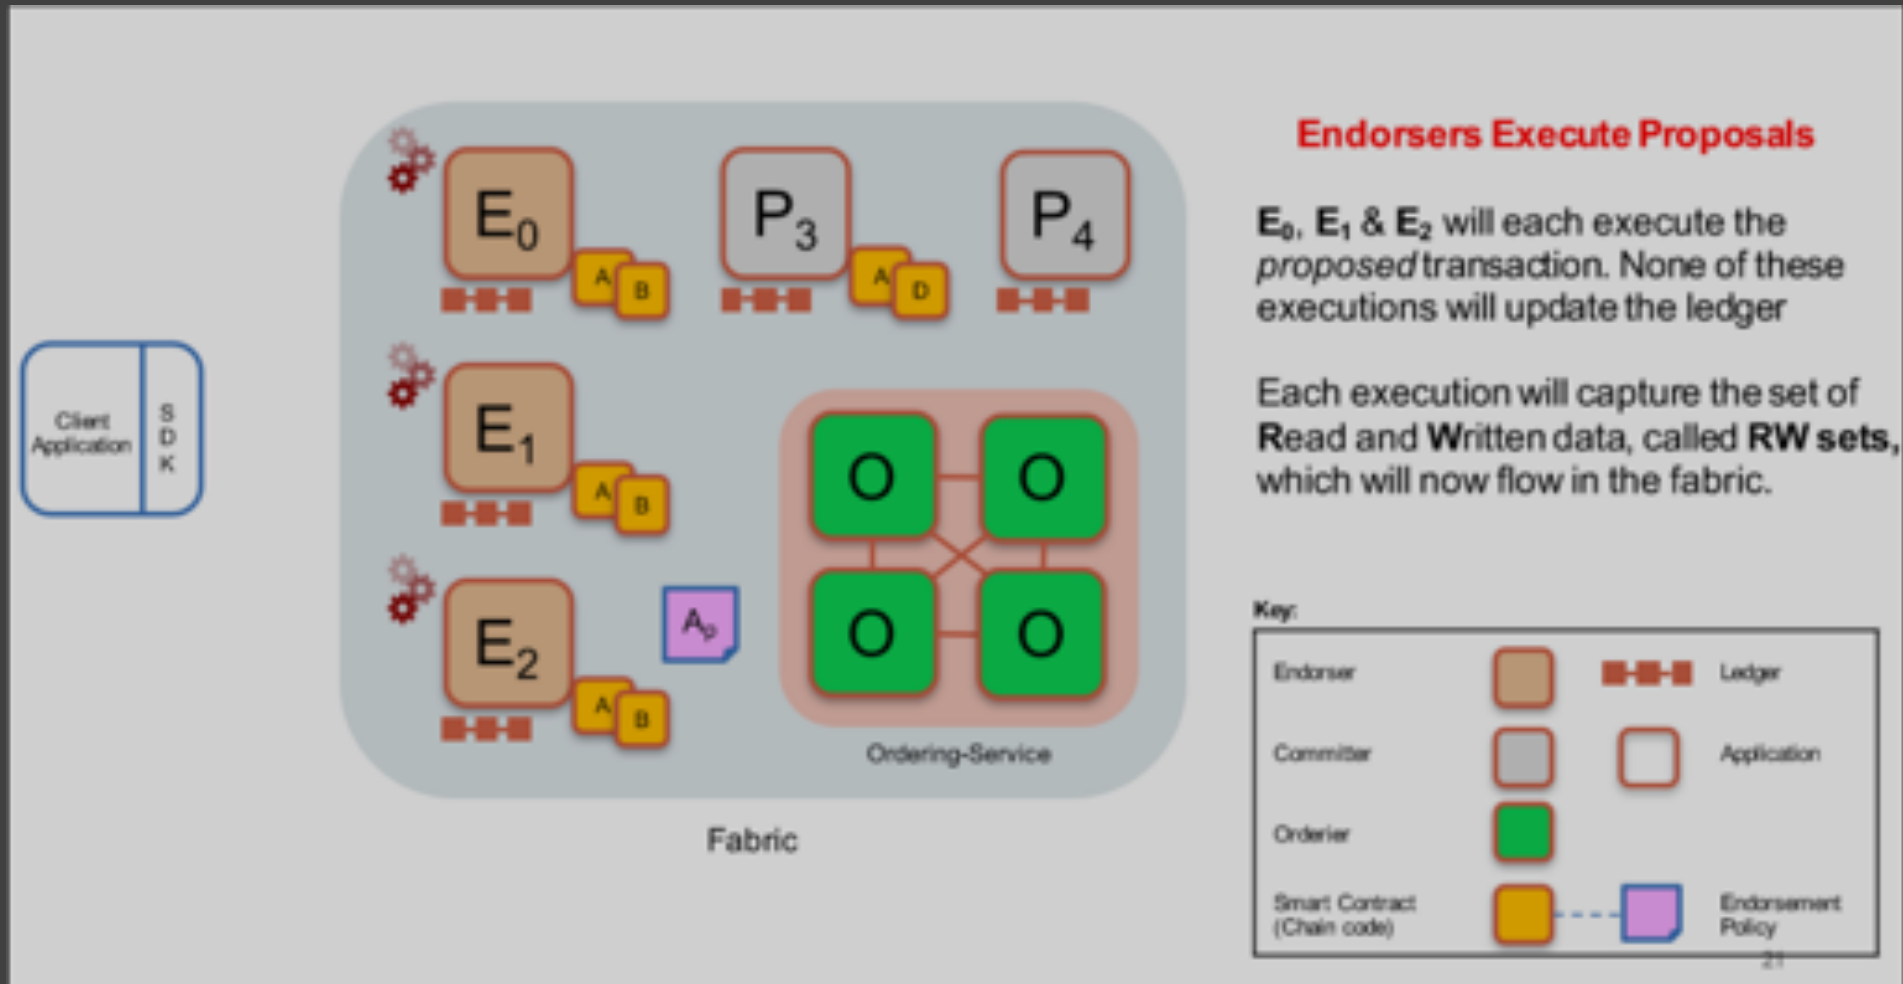 Endorsers Execute Proposals
E0, E1 & E2 will each execute the
proposed transaction. None of these
executions will update the ledger
Each execution will capture the set of
Read and Written data, called RW sets,
which will now flow in the fabric.
Client
Application
S
D
K
E0
A
B
P3
A
D
P4
E1
A
B
E2
A
B
Ap
O
O
O
O
Ordering-Service
Fabric
Key:
Endorser
Ledger
Committer
Application
Orderier
Smart Contract
(Chain code)
Endorsement
Policy
21